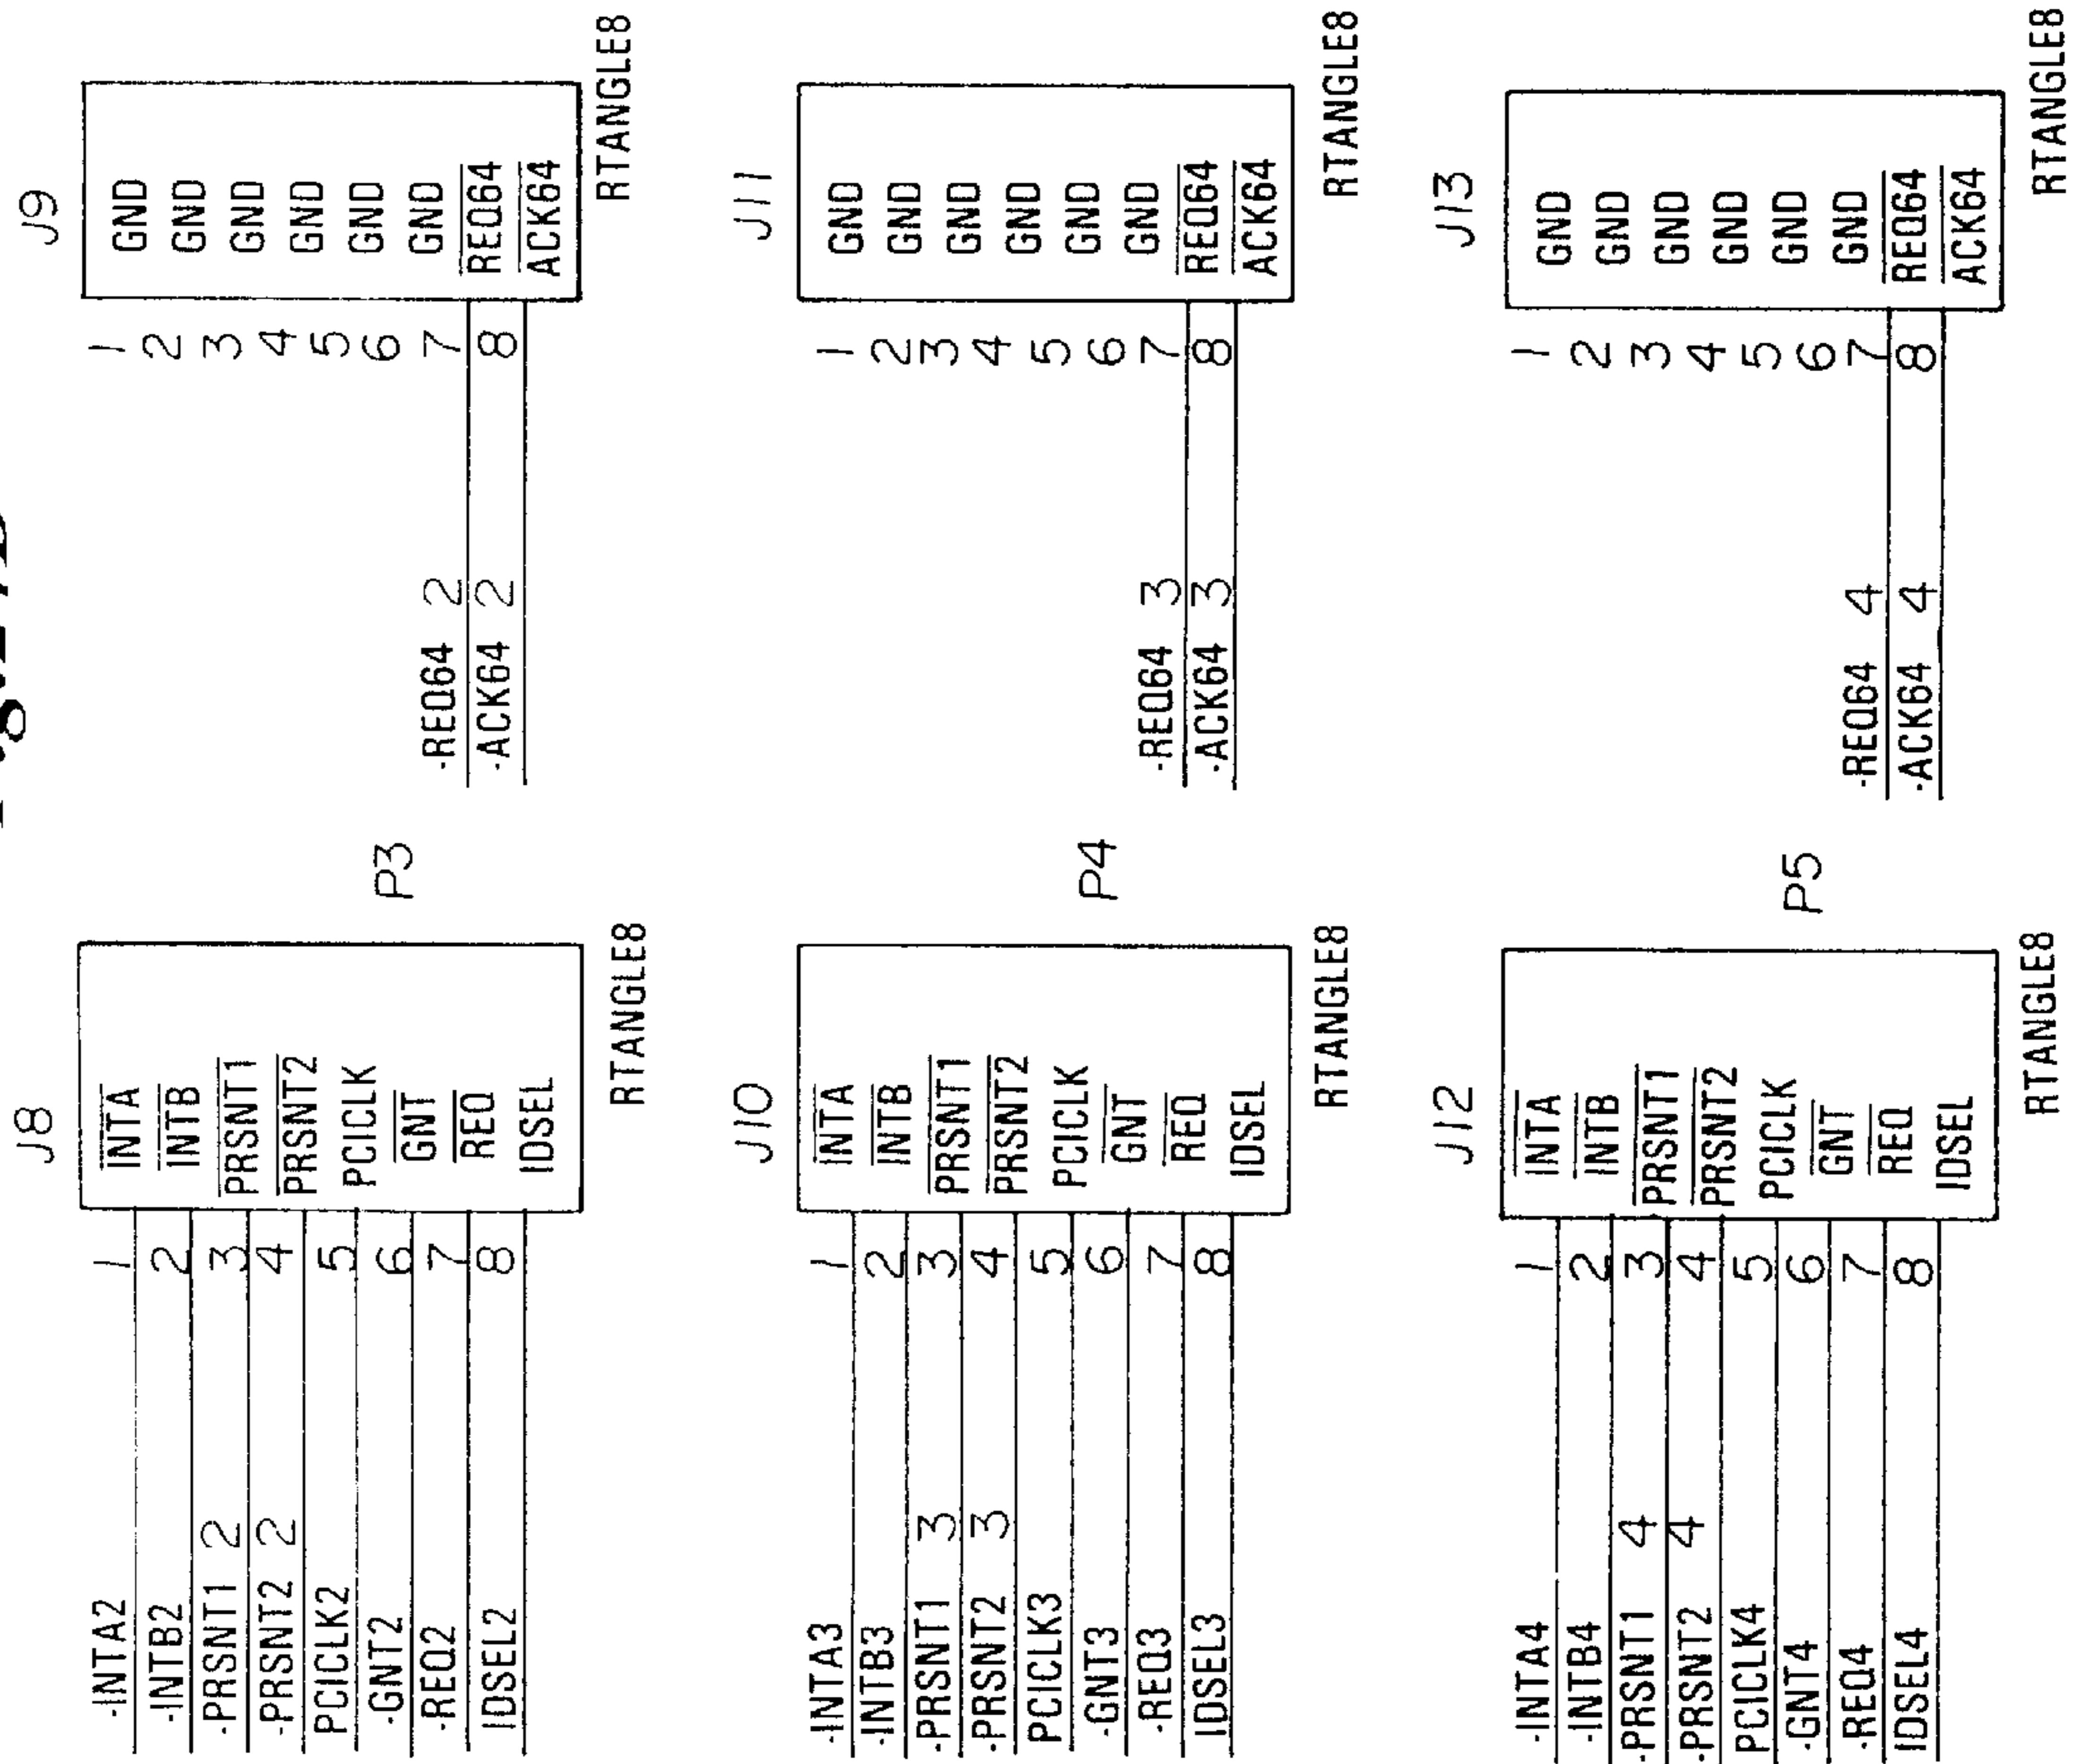 J8
-INTA2 1 INTA
-INTB2 2 INTB
-PRSNT1 2 3 PRSNT1
-PRSNT2 2 4 PRSNT2
PCICLK2 5 PCICLK
-GNT2 6 GNT
-REQ2 7 REQ
IDSEL2 8 IDSEL
RTANGLE8
P3
J9
1 GND
2 GND
3 GND
4 GND
5 GND
6 GND
-REQ64 2 7 REQ64
-ACK64 2 8 ACK64
RTANGLE8
J10
-INTA3 1 INTA
-INTB3 2 INTB
-PRSNT1 3 3 PRSNT1
-PRSNT2 3 4 PRSNT2
PCICLK3 5 PCICLK
-GNT3 6 GNT
-REQ3 7 REQ
IDSEL3 8 IDSEL
RTANGLE8
P4
J11
1 GND
2 GND
3 GND
4 GND
5 GND
6 GND
-REQ64 3 7 REQ64
-ACK64 3 8 ACK64
RTANGLE8
J12
-INTA4 1 INTA
-INTB4 2 INTB
-PRSNT1 4 3 PRSNT1
-PRSNT2 4 4 PRSNT2
PCICLK4 5 PCICLK
-GNT4 6 GNT
-REQ4 7 REQ
IDSEL4 8 IDSEL
RTANGLE8
P5
J13
1 GND
2 GND
3 GND
4 GND
5 GND
6 GND
-REQ64 4 7 REQ64
-ACK64 4 8 ACK64
RTANGLE8